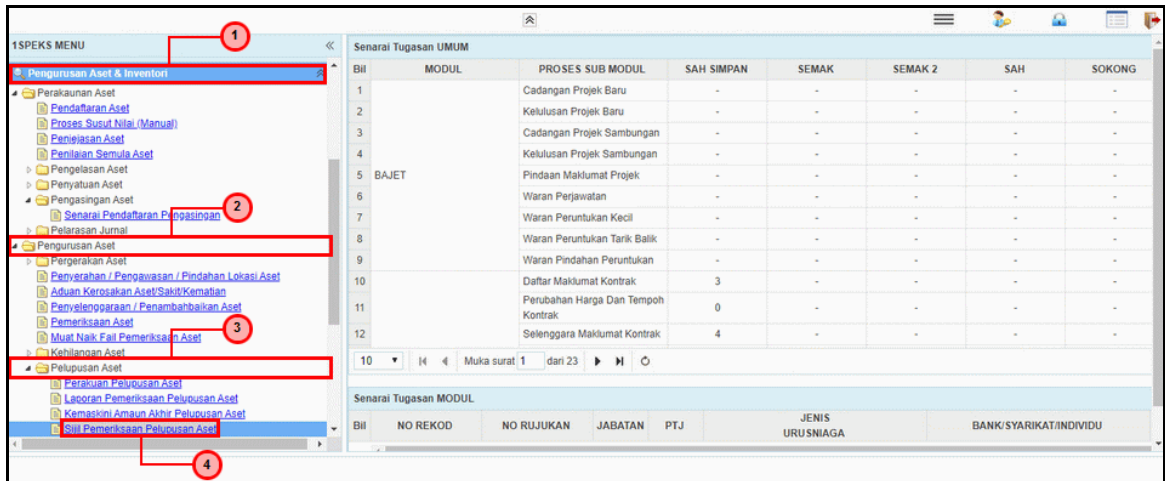 1SPEKS MENU
Pengurusan Aset & Inventori
Perakaunan Aset
Pendaftaran Aset
Proses Susut Nilai (Manual)
Penjejasan Aset
Penilaian Semula Aset
Pengelasan Aset
Penyatuan Aset
Pengasingan Aset
Senarai Pendaftaran Pengasingan
Pelarasan Jurnal
Pengurusan Aset
Pergerakan Aset
Penyerahan / Pengawasan / Pindahan Lokasi Aset
Aduan Kerosakan Aset/Sakit/Kematian
Penyelenggaraan / Penambahbaikan Aset
Pemeriksaan Aset
Muat Naik Fail Pemeriksaan Aset
Kehilangan Aset
Pelupusan Aset
Perakuan Pelupusan Aset
Laporan Pemeriksaan Pelupusan Aset
Kemaskini Amaun Akhir Pelupusan Aset
Sijil Pemeriksaan Pelupusan Aset
1
2
3
4
Senarai Tugasan UMUM
Bil MODUL PROSES SUB MODUL SAH SIMPAN SEMAK SEMAK 2 SAH SOKONG
1 Cadangan Projek Baru - - - - -
2 Kelulusan Projek Baru - - - - -
3 Cadangan Projek Sambungan - - - - -
4 Kelulusan Projek Sambungan - - - - -
5 BAJET Pindaan Maklumat Projek - - - - -
6 Waran Perjawatan - - - - -
7 Waran Peruntukan Kecil - - - - -
8 Waran Peruntukan Tarik Balik - - - - -
9 Waran Pindahan Peruntukan - - - - -
10 Daftar Maklumat Kontrak 3 - - - -
11 Perubahan Harga Dan Tempoh Kontrak 0 - - - -
12 Selenggara Maklumat Kontrak 4 - - - -
10 Muka surat 1 dari 23
Senarai Tugasan MODUL
Bil NO REKOD NO RUJUKAN JABATAN PTJ JENIS URUSNIAGA BANK/SYARIKAT/INDIVIDU